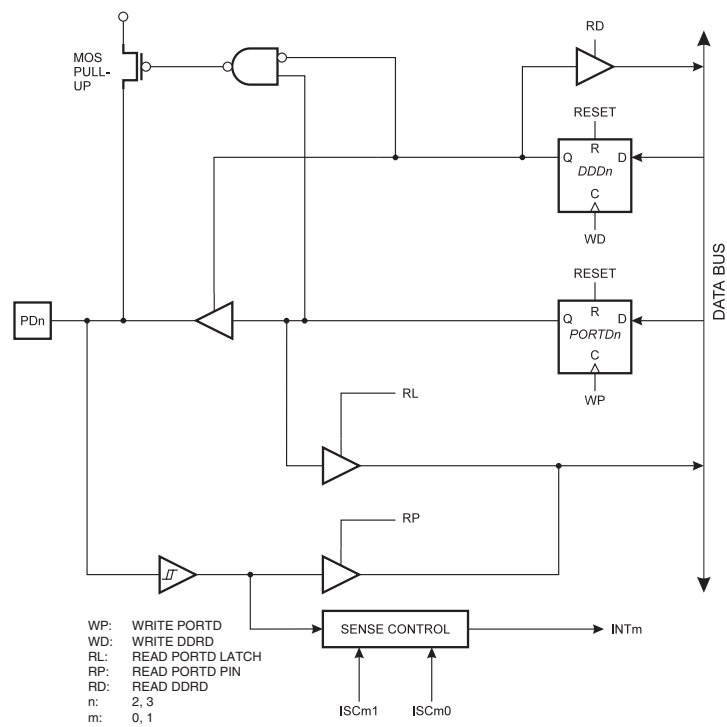 RD
MOS
PULL-
UP
RESET
R
Q
D
DDDn
C
WD
DATA BUS
RESET
PDn
R
Q
D
PORTDn
C
WP
RL
RP
WP: WRITE PORTD
WD: WRITE DDRD
RL: READ PORTD LATCH
RP: READ PORTD PIN
RD: READ DDRD
n: 2, 3
m: 0, 1
SENSE CONTROL
INTm
ISCm1
ISCm0